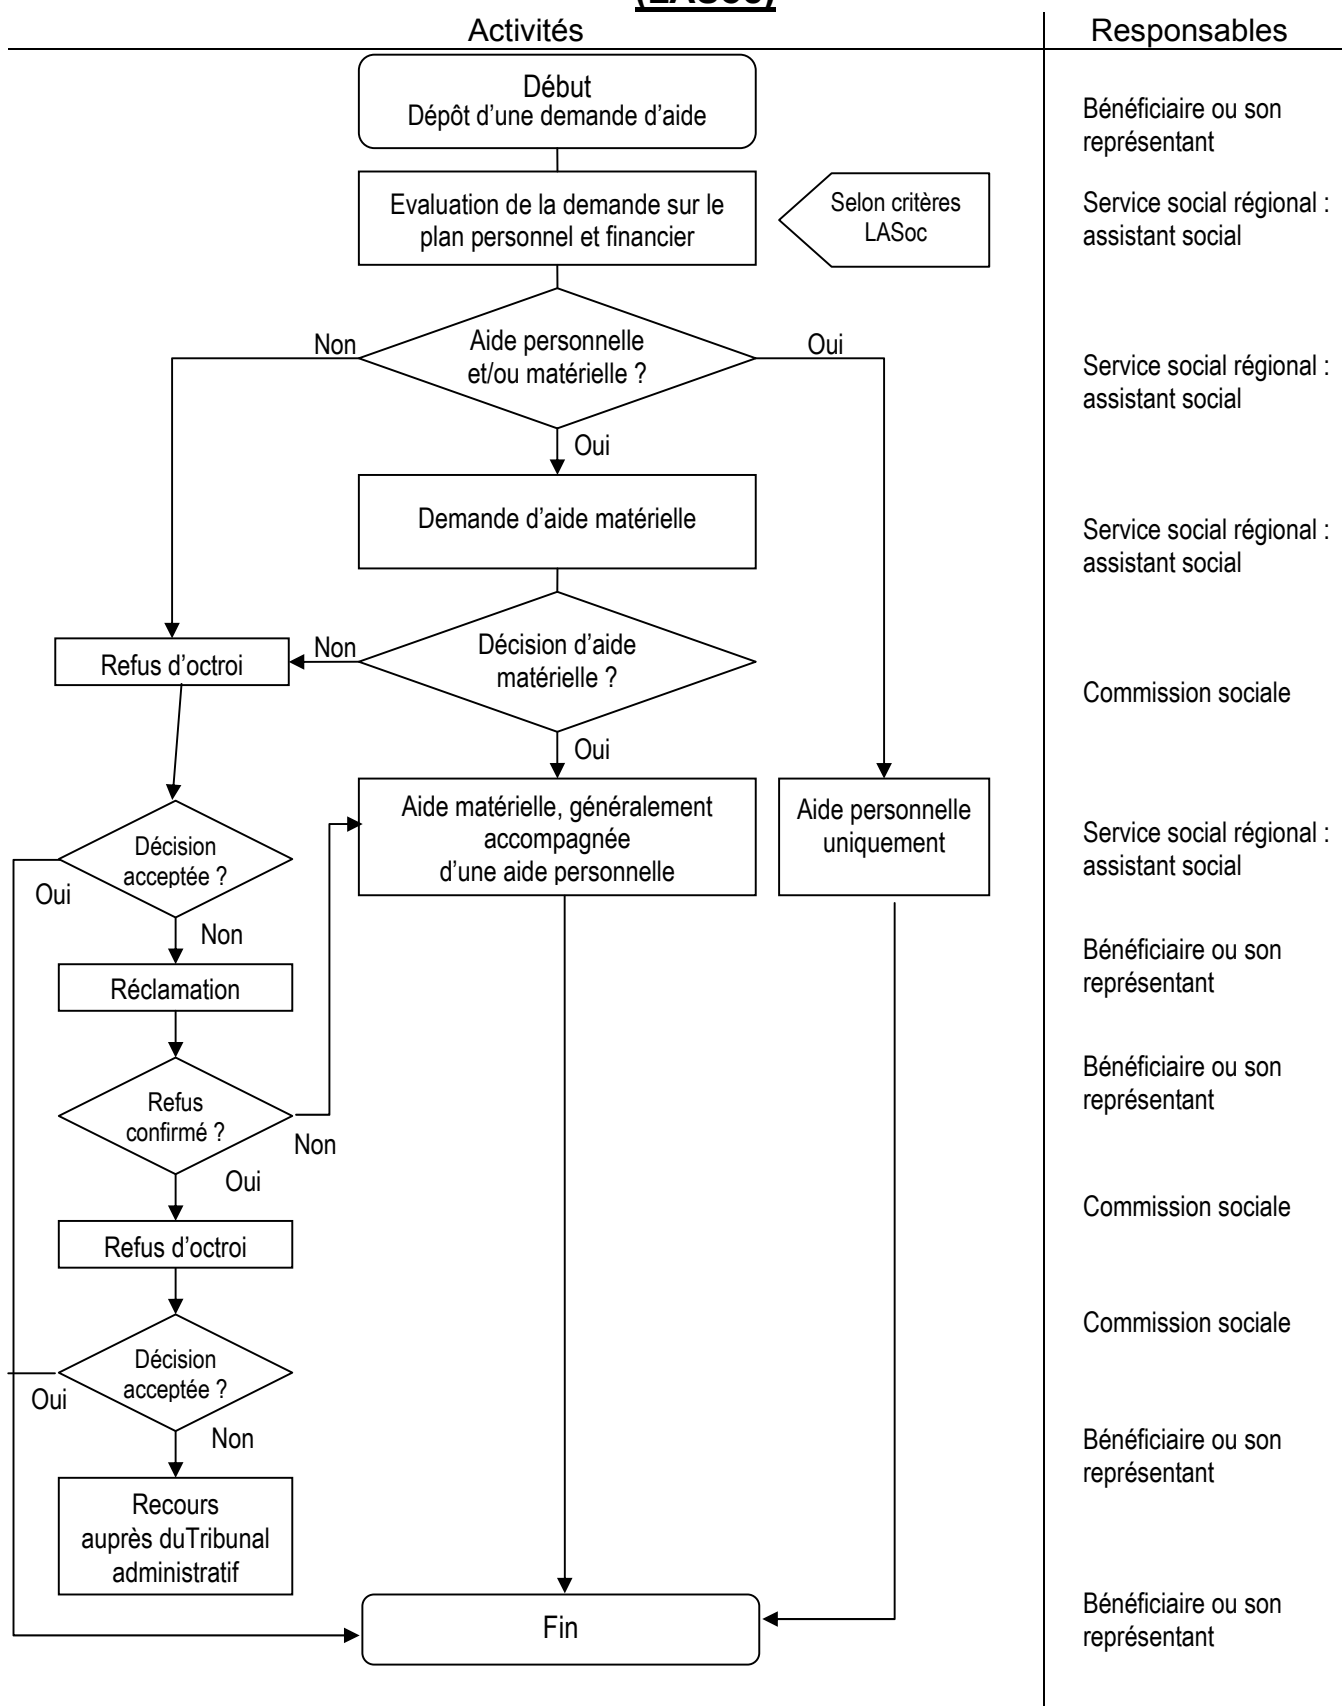 (LASoc)
Activités
Responsables
Début
Dépôt d'une demande d'aide
Bénéficiaire ou son
représentant
Evaluation de la demande sur le
plan personnel et financier
Selon critères
LASoc
Service social régional :
assistant social
Non
Aide personnelle
et/ou matérielle ?
Oui
Service social régional :
assistant social
Oui
Demande d'aide matérielle
Service social régional :
assistant social
Refus d'octroi
Non
Décision d'aide
matérielle ?
Commission sociale
Oui
Aide matérielle, généralement
accompagnée
d'une aide personnelle
Aide personnelle
uniquement
Service social régional :
assistant social
Décision
acceptée ?
Oui
Non
Bénéficiaire ou son
représentant
Réclamation
Bénéficiaire ou son
représentant
Refus
confirmé ?
Non
Oui
Commission sociale
Refus d'octroi
Commission sociale
Décision
acceptée ?
Oui
Non
Bénéficiaire ou son
représentant
Recours
auprès duTribunal
administratif
Fin
Bénéficiaire ou son
représentant